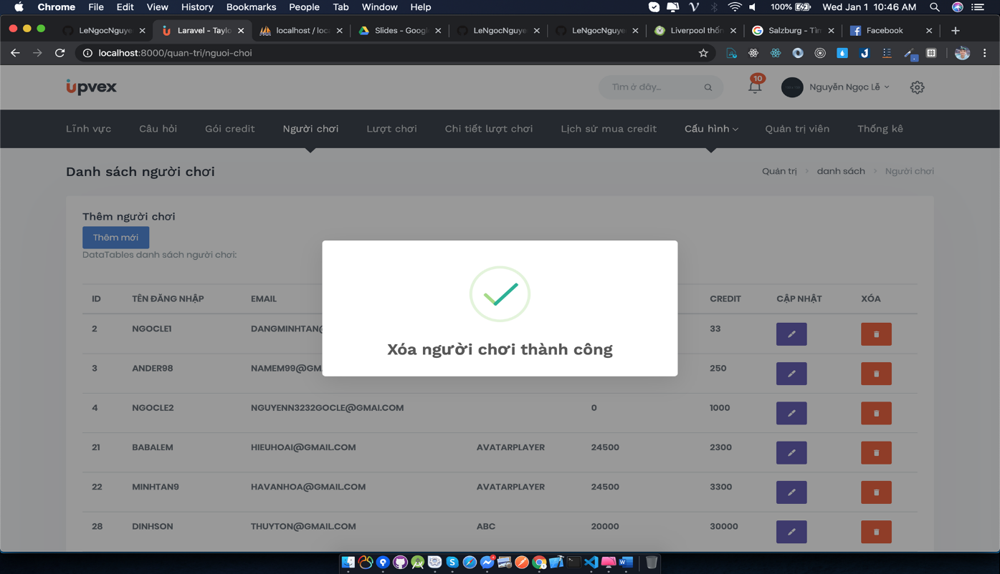 Chrome File Edit View History Bookmarks People Tab Window Help 100% Wed Jan 1 10:46 AM
LeNgocNguye Laravel - Taylo localhost / loca Slides - Googl LeNgocNguye LeNgocNguye Liverpool thốn Salzburg - Tìm Facebook
localhost:8000/quan-tri/nguoi-choi
upvex Tìm ở đây... 10 Nguyễn Ngọc Lễ
Lĩnh vực Câu hỏi Gói credit Người chơi Lượt chơi Chi tiết lượt chơi Lịch sử mua credit Cấu hình Quản trị viên Thống kê
Danh sách người chơi Quản trị > danh sách > Người chơi
Thêm người chơi
Thêm mới
DataTables danh sách người chơi:
ID TÊN ĐĂNG NHẬP EMAIL CREDIT CẬP NHẬT XÓA
2 NGOCLE1 DANGMINHTAN@ 33
3 ANDER98 NAMEM99@GM 250
Xóa người chơi thành công
4 NGOCLE2 NGUYENN3232GOCLE@GMAI.COM 0 1000
21 BABALEM HIEUHOAI@GMAIL.COM AVATARPLAYER 24500 2300
22 MINHTAN9 HAVANHOA@GMAIL.COM AVATARPLAYER 24500 3300
28 DINHSON THUYTON@GMAIL.COM ABC 20000 30000